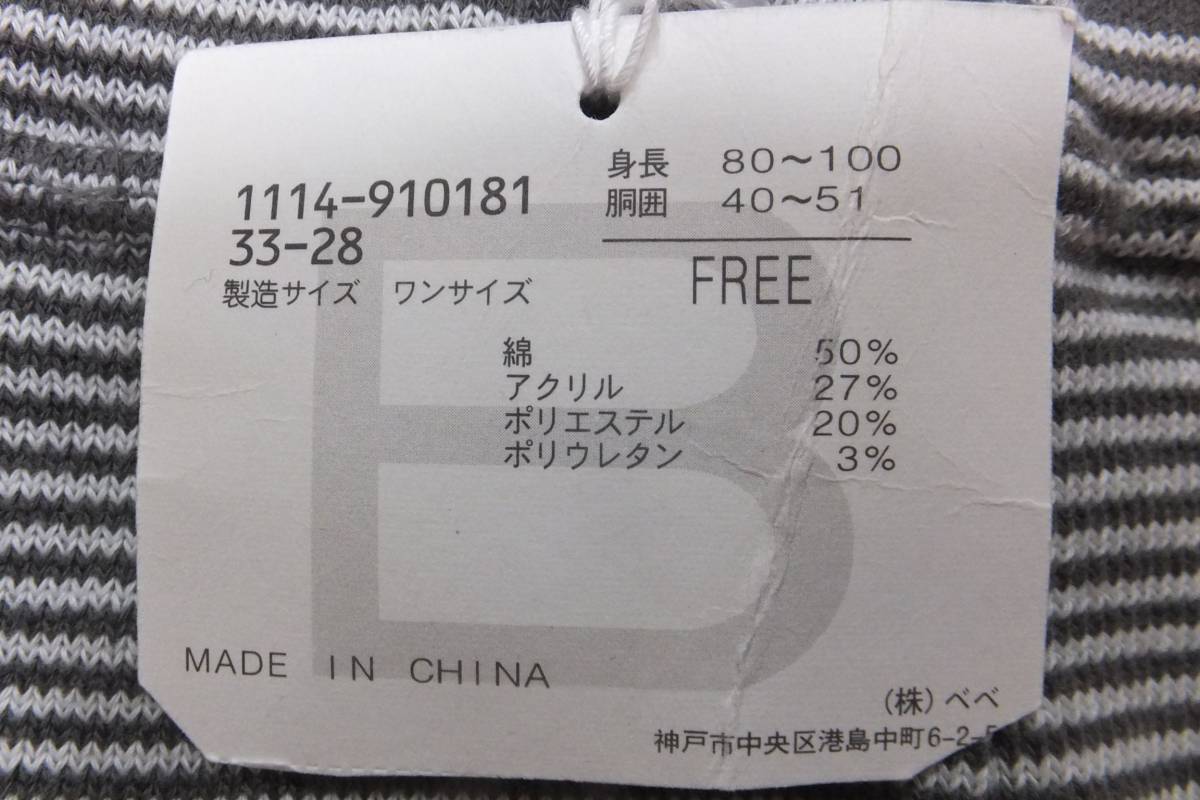 1114-910181
33-28
製造サイズ ワンサイズ
身長 80～100
胴囲 40～51
FREE
綿 50%
アクリル 27%
ポリエステル 20%
ポリウレタン 3%
B
MADE IN CHINA
(株)べべ
神戸市中央区港島中町6-2-5